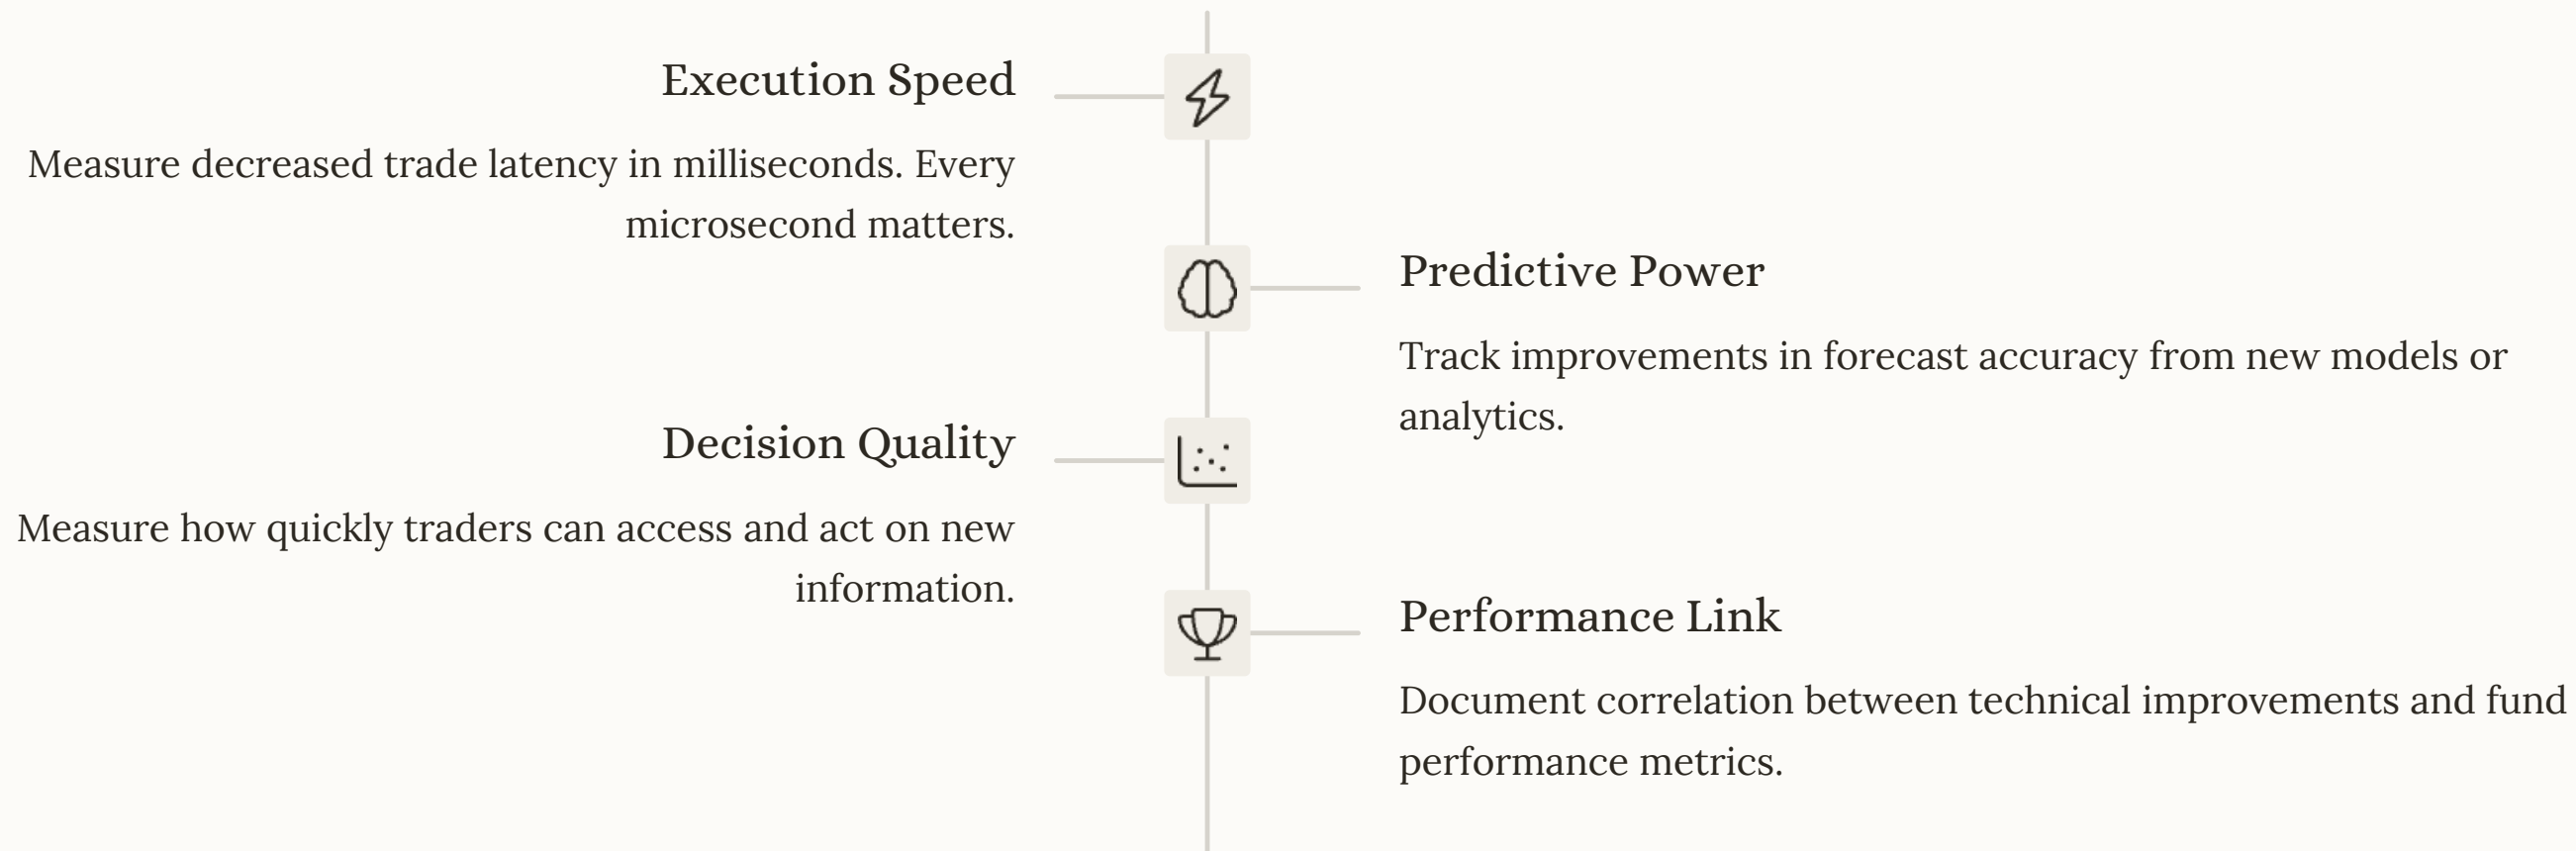 Execution Speed
Measure decreased trade latency in milliseconds. Every
microsecond matters.
Predictive Power
Track improvements in forecast accuracy from new models or
analytics.
Decision Quality
Measure how quickly traders can access and act on new
information.
Performance Link
Document correlation between technical improvements and fund
performance metrics.